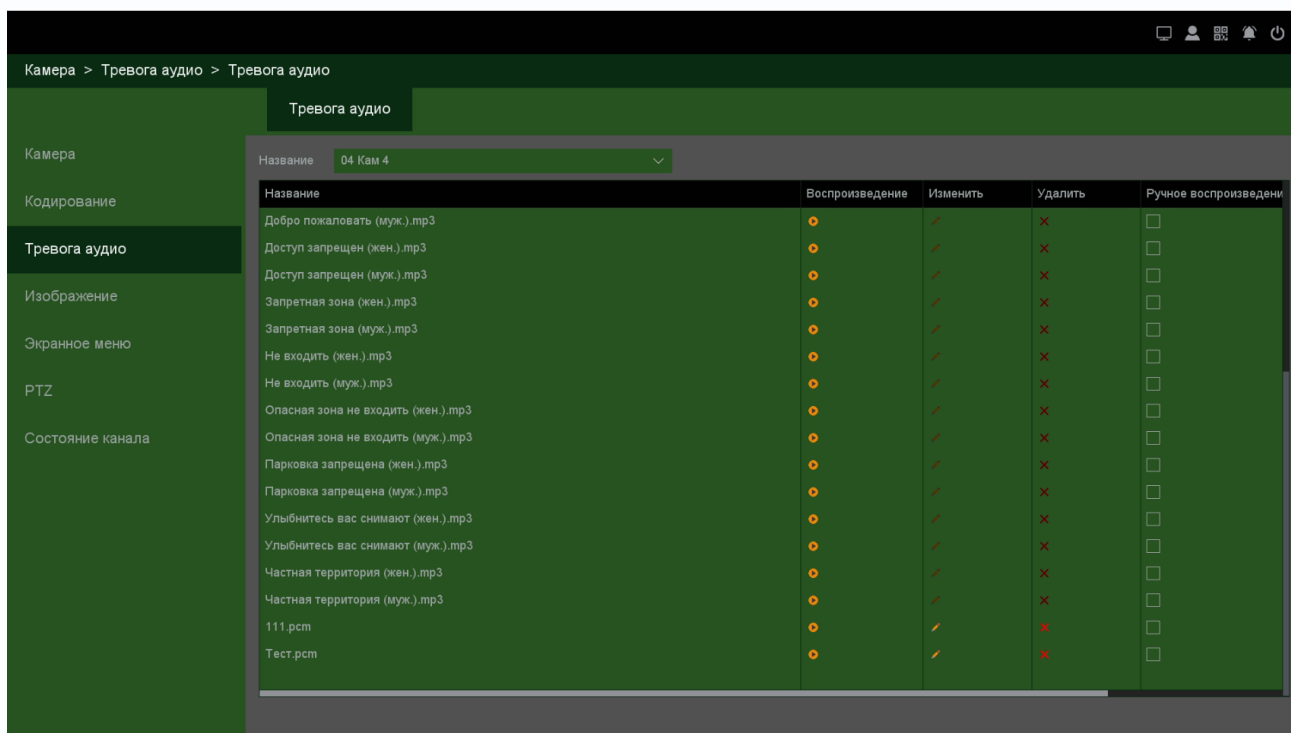 Камера > Тревога аудио > Тревога аудио
Тревога аудио
Камера
Кодирование
Тревога аудио
Изображение
Экранное меню
PTZ
Состояние канала
Название 04 Кам 4
Название Воспроизведение Изменить Удалить Ручное воспроизведени
Добро пожаловать (муж.).mp3
Доступ запрещен (жен.).mp3
Доступ запрещен (муж.).mp3
Запретная зона (жен.).mp3
Запретная зона (муж.).mp3
Не входить (жен.).mp3
Не входить (муж.).mp3
Опасная зона не входить (жен.).mp3
Опасная зона не входить (муж.).mp3
Парковка запрещена (жен.).mp3
Парковка запрещена (муж.).mp3
Улыбнитесь вас снимают (жен.).mp3
Улыбнитесь вас снимают (муж.).mp3
Частная территория (жен.).mp3
Частная территория (муж.).mp3
111.pcm
Тест.pcm